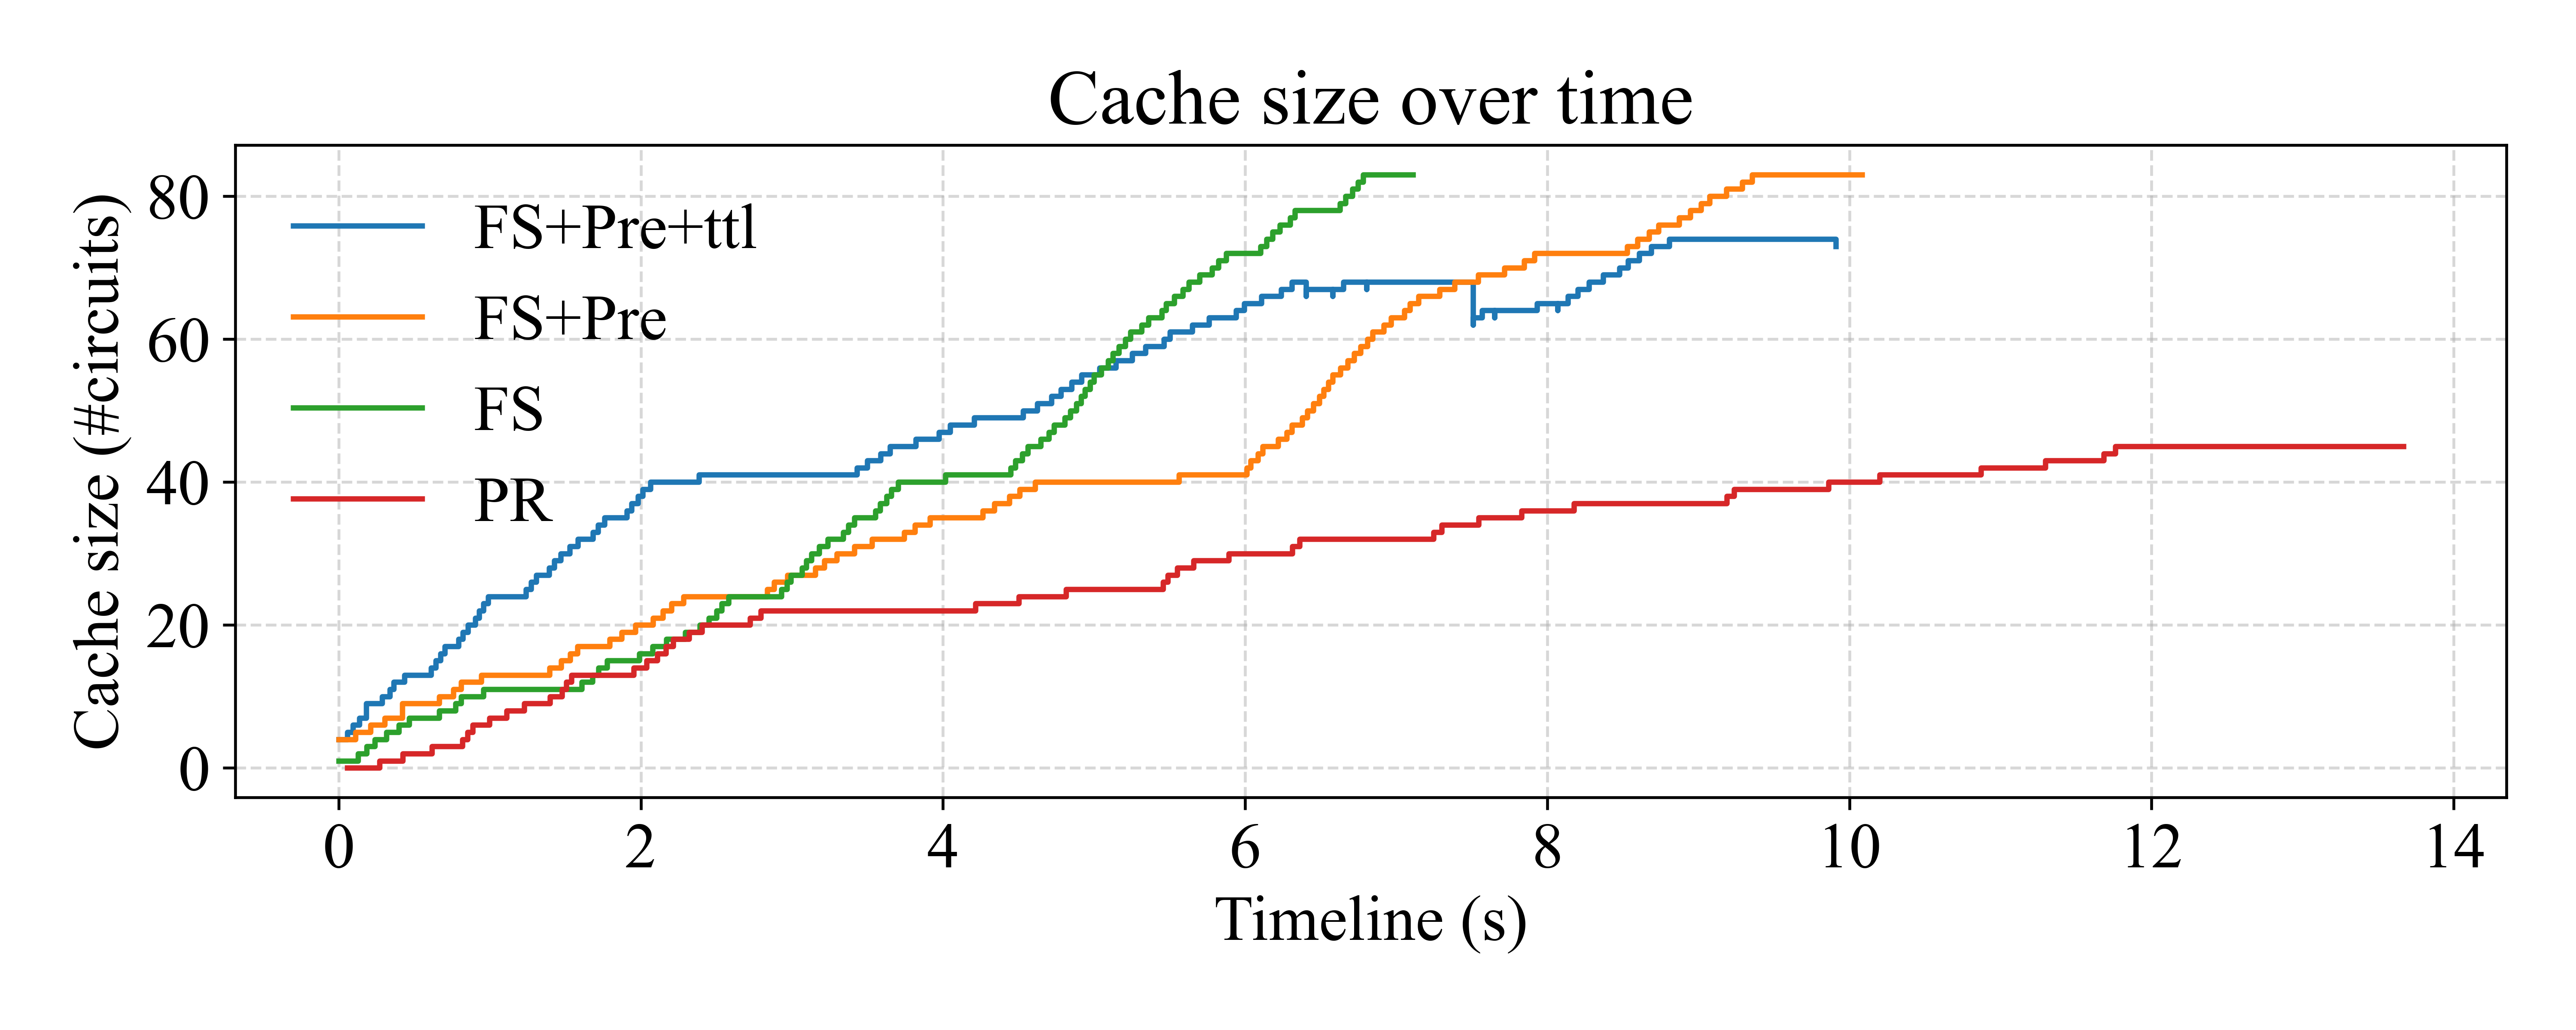 Cache size over time
Cache size (#circuits)
80
60
40
20
0
FS+Pre+ttl
FS+Pre
FS
PR
0 2 4 6 8 10 12 14
Timeline (s)